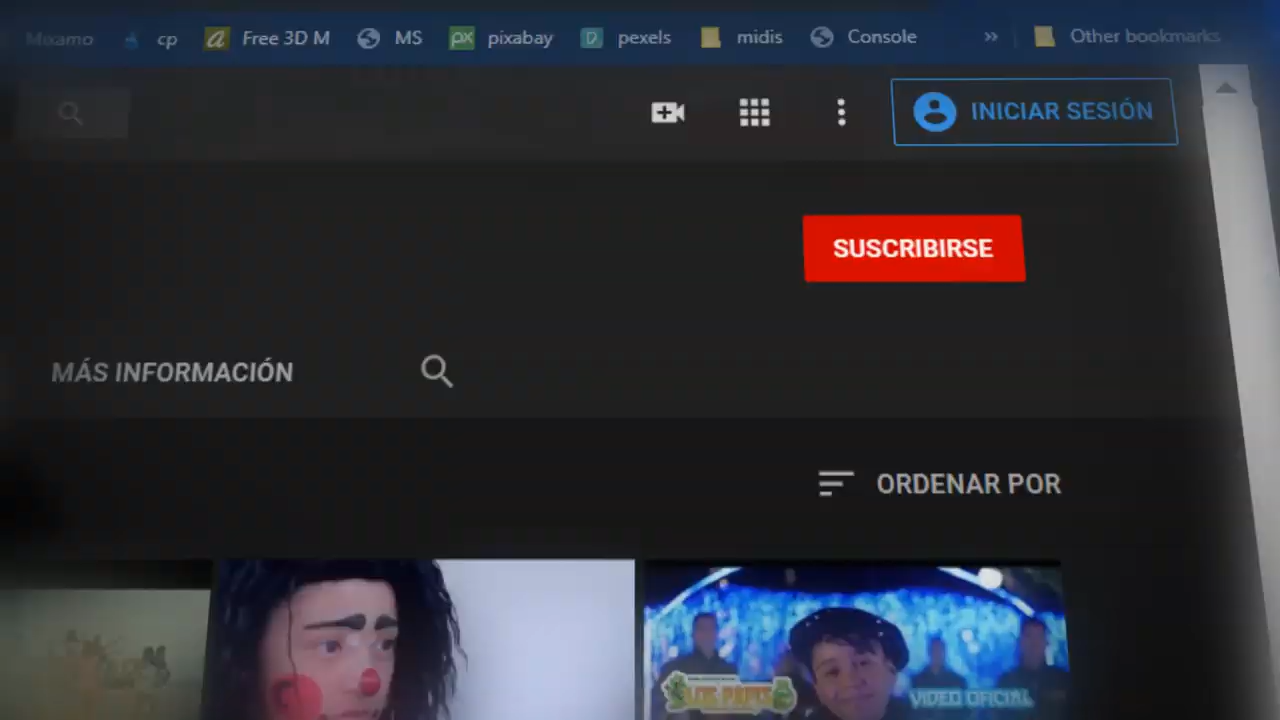 Mixamo cp Free 3D M MS pixabay pexels midis Console » Other bookmarks
INICIAR SESIÓN
SUSCRIBIRSE
MÁS INFORMACIÓN
ORDENAR POR
VIDEO OFICIAL